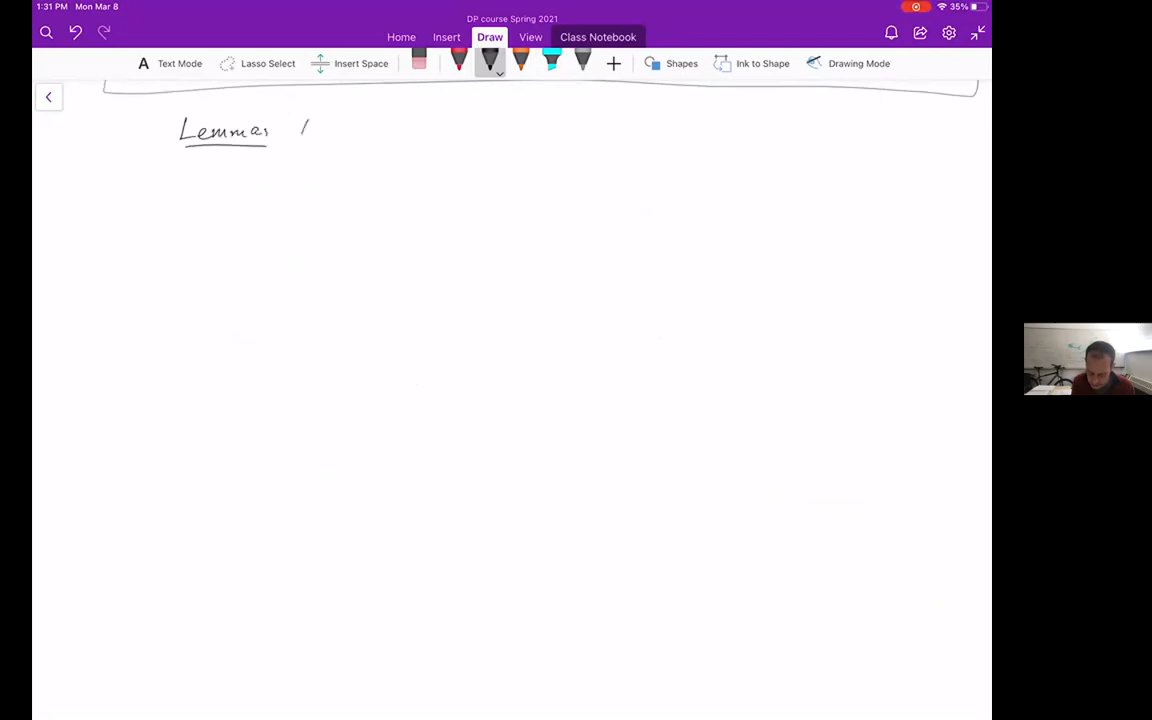 1:31 PM Mon Mar 8
35%
DP course Spring 2021
Home Insert Draw View Class Notebook
A Text Mode Lasso Select Insert Space Shapes Ink to Shape Drawing Mode
Lemmas